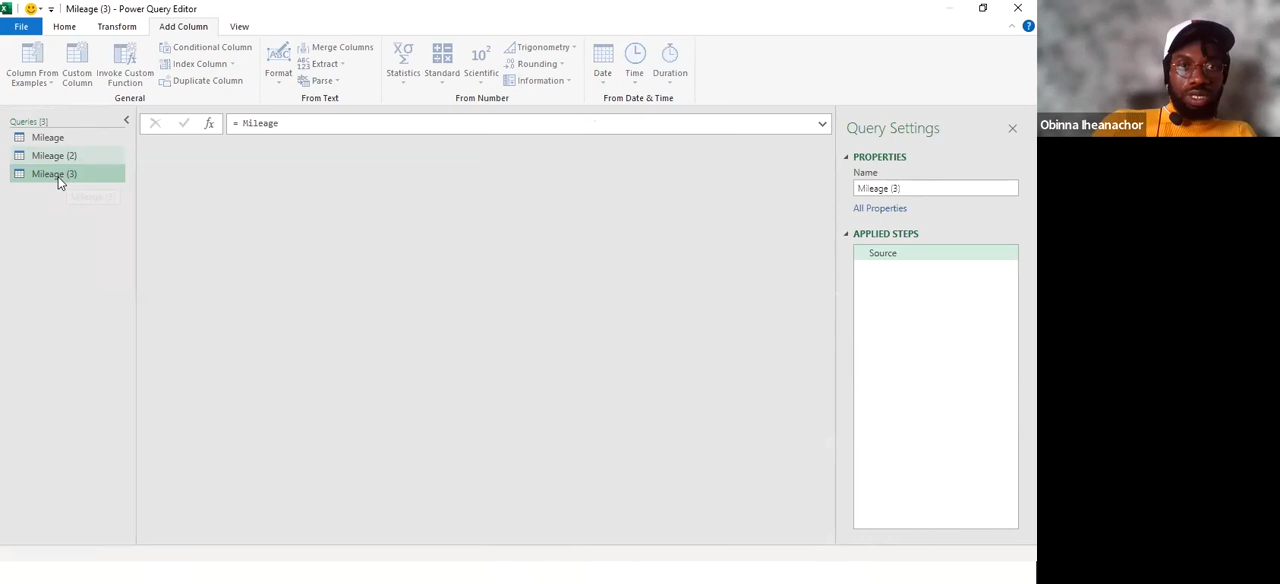 Mileage (3) - Power Query Editor
File Home Transform Add Column View
Column From Examples
Custom Column
Invoke Custom Function
Conditional Column
Index Column
Duplicate Column
General
Format
Merge Columns
Extract
Parse
From Text
Statistics
Standard
Scientific
Trigonometry
Rounding
Information
From Number
Date
Time
Duration
From Date & Time
Queries [3]
Mileage
Mileage (2)
Mileage (3)
Mileage (3)
= Mileage
Query Settings
PROPERTIES
Name
Mileage (3)
All Properties
APPLIED STEPS
Source
Obinna Iheanachor